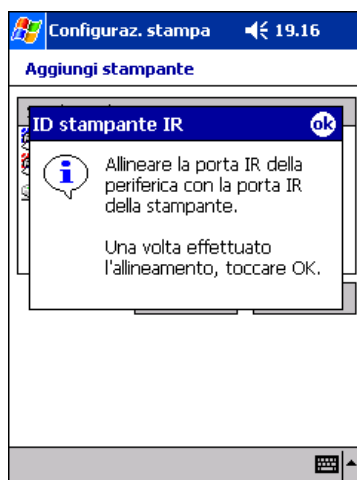 Configuraz. stampa 19.16
Aggiungi stampante
ID stampante IR ok
Allineare la porta IR della
periferica con la porta IR
della stampante.
Una volta effettuato
l'allineamento, toccare OK.